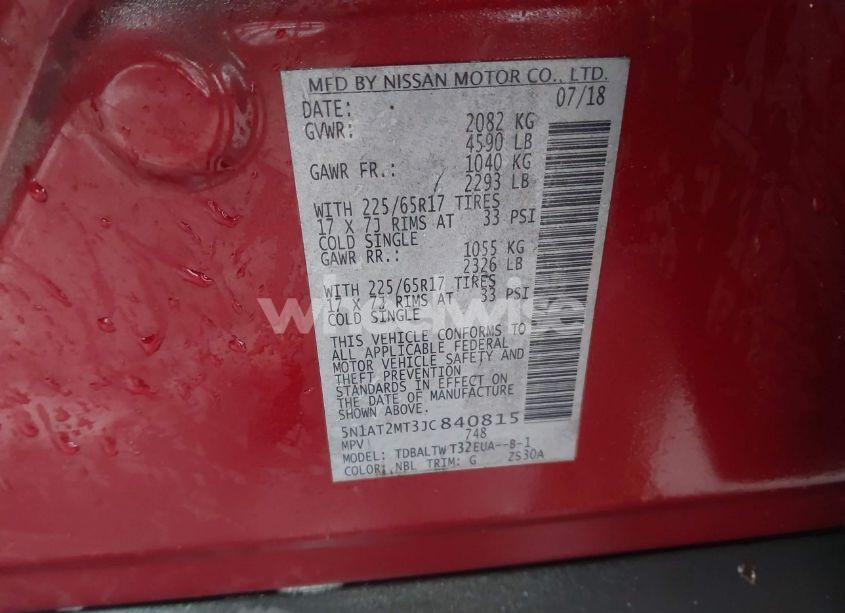 MFD BY NISSAN MOTOR CO., LTD.
DATE: 07/18
GVWR: 2082 KG
4590 LB
GAWR FR.: 1040 KG
2293 LB
WITH 225/65R17 TIRES
17 X 7J RIMS AT 33 PSI
COLD SINGLE
GAWR RR.: 1055 KG
2326 LB
WITH 225/65R17 TIRES
17 X 7J RIMS AT 33 PSI
COLD SINGLE
THIS VEHICLE CONFORMS TO
ALL APPLICABLE FEDERAL
MOTOR VEHICLE SAFETY AND
THEFT PREVENTION
STANDARDS IN EFFECT ON
THE DATE OF MANUFACTURE
SHOWN ABOVE.
5N1AT2MT3JC840815
MPV 748
MODEL: TDBALTWT32EUA--B-1
COLOR: NBL TRIM: G ZS30A